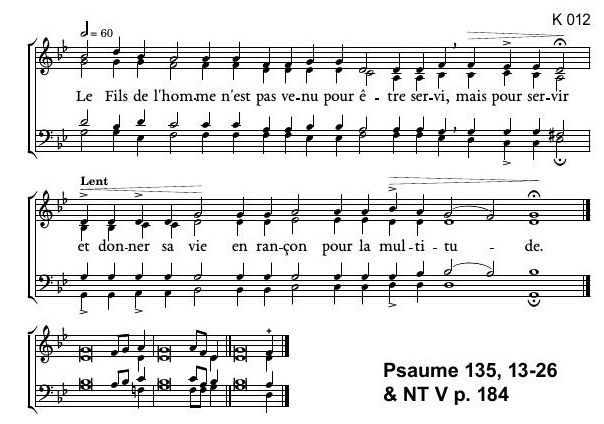 K 012
𝅗𝅥 = 60
Le Fils de l'hom-me n'est pas ve-nu pour ê - tre ser-vi, mais pour ser-vir
Lent
et don-ner sa vie en ran-çon pour la mul-ti-tu - de.
Psaume 135, 13-26
& NT V p. 184